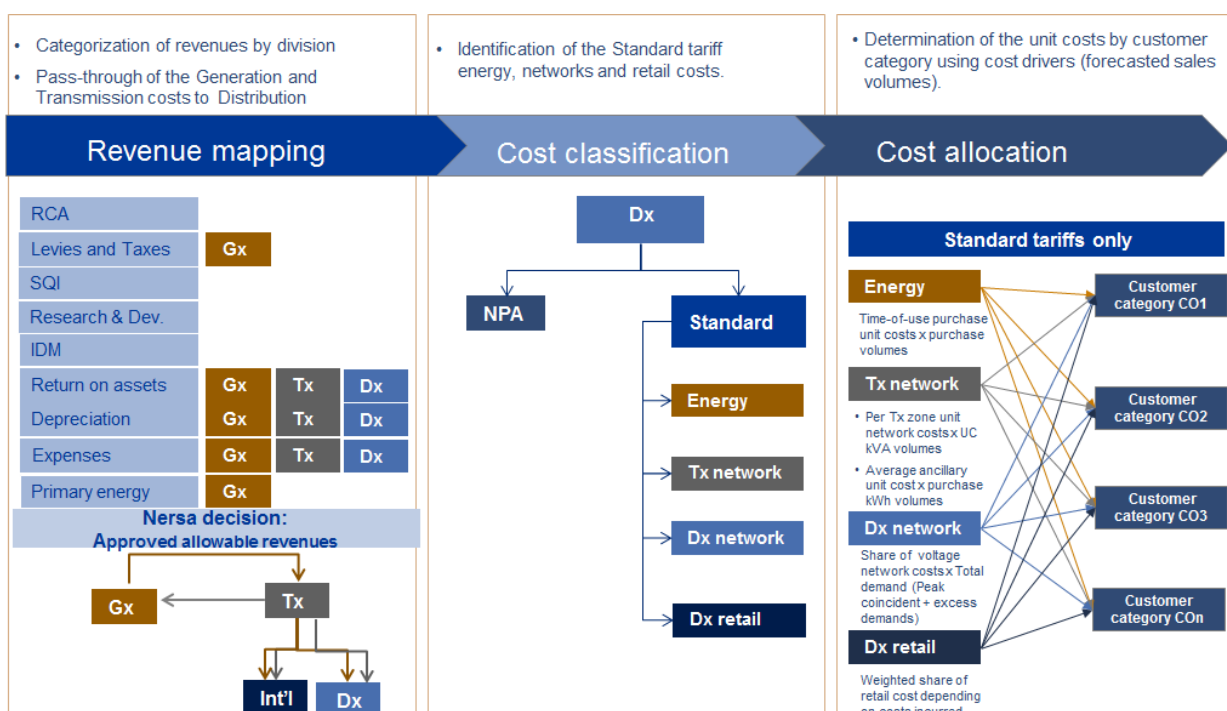 • Categorization of revenues by division
• Pass-through of the Generation and
Transmission costs to Distribution
• Identification of the Standard tariff
energy, networks and retail costs.
• Determination of the unit costs by customer
category using cost drivers (forecasted sales
volumes).
Revenue mapping
Cost classification
Cost allocation
RCA
Levies and Taxes Gx
SQI
Research & Dev.
IDM
Return on assets Gx Tx Dx
Depreciation Gx Tx Dx
Expenses Gx Tx Dx
Primary energy Gx
Nersa decision:
Approved allowable revenues
Gx
Tx
Int'l
Dx
Dx
NPA
Standard
Energy
Tx network
Dx network
Dx retail
Standard tariffs only
Energy
Time-of-use purchase
unit costs x purchase
volumes
Tx network
• Per Tx zone unit
network costs x UC
kVA volumes
• Average ancillary
unit cost x purchase
kWh volumes
Dx network
Share of voltage
network costs x Total
demand (Peak
coincident + excess
demands)
Dx retail
Weighted share of
retail cost depending
on costs incurred
Customer
category CO1
Customer
category CO2
Customer
category CO3
Customer
category COn